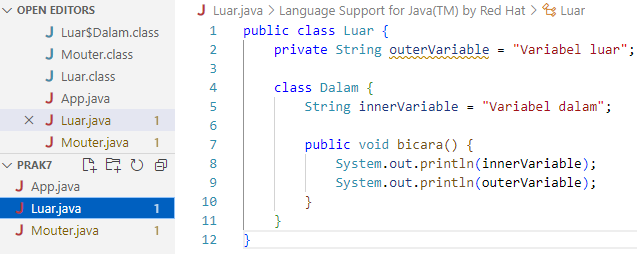 OPEN EDITORS
Luar$Dalam.class
Mouter.class
Luar.class
App.java
Luar.java 1
Mouter.java 1
PRAK7
App.java
Luar.java 1
Mouter.java 1
Luar.java > Language Support for Java(TM) by Red Hat > Luar
1 public class Luar {
2     private String outerVariable = "Variabel luar";
3
4     class Dalam {
5         String innerVariable = "Variabel dalam";
6
7         public void bicara() {
8             System.out.println(innerVariable);
9             System.out.println(outerVariable);
10         }
11     }
12 }